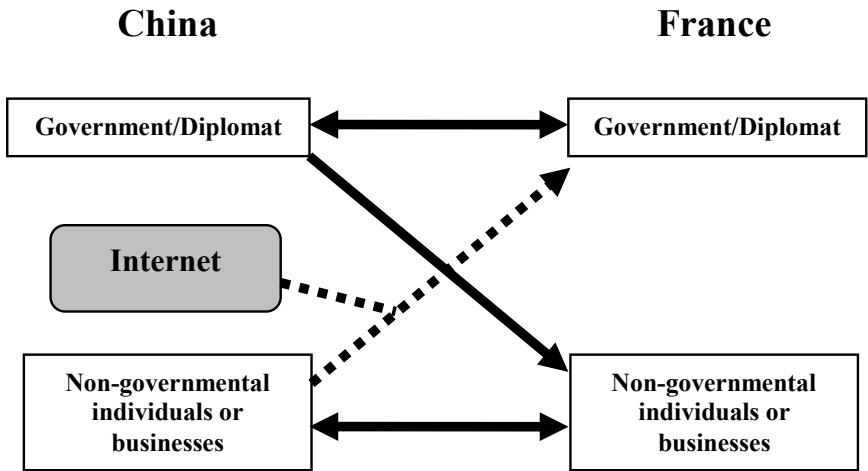 China
France
Government/Diplomat
Government/Diplomat
Internet
Non-governmental
individuals or
businesses
Non-governmental
individuals or
businesses